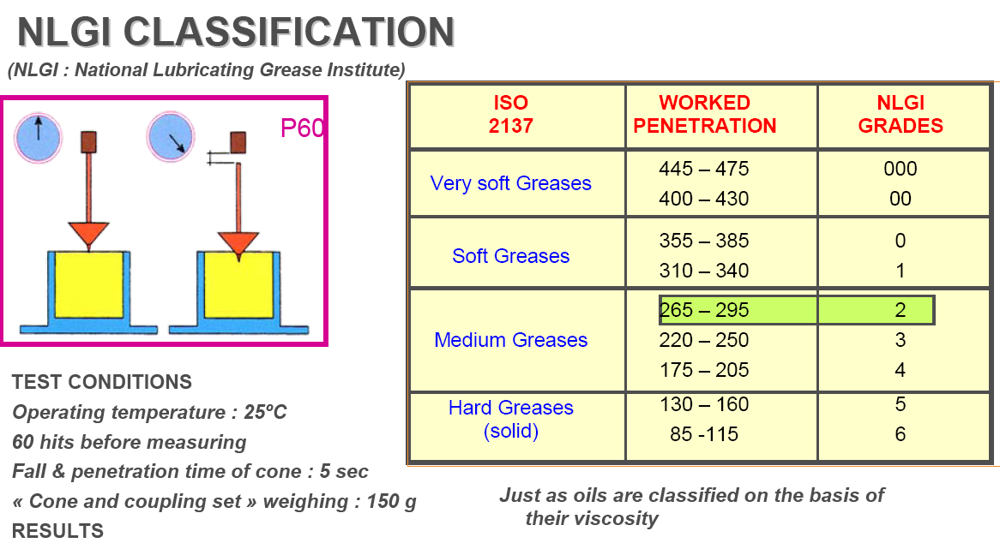 NLGI CLASSIFICATION
(NLGI : National Lubricating Grease Institute)
P60
ISO 2137 WORKED PENETRATION NLGI GRADES
Very soft Greases
445 – 475 000
400 – 430 00
Soft Greases
355 – 385 0
310 – 340 1
Medium Greases
265 – 295 2
220 – 250 3
175 – 205 4
Hard Greases
(solid)
130 – 160 5
85 -115 6
TEST CONDITIONS
Operating temperature : 25ºC
60 hits before measuring
Fall & penetration time of cone : 5 sec
« Cone and coupling set » weighing : 150 g
RESULTS
Just as oils are classified on the basis of
their viscosity